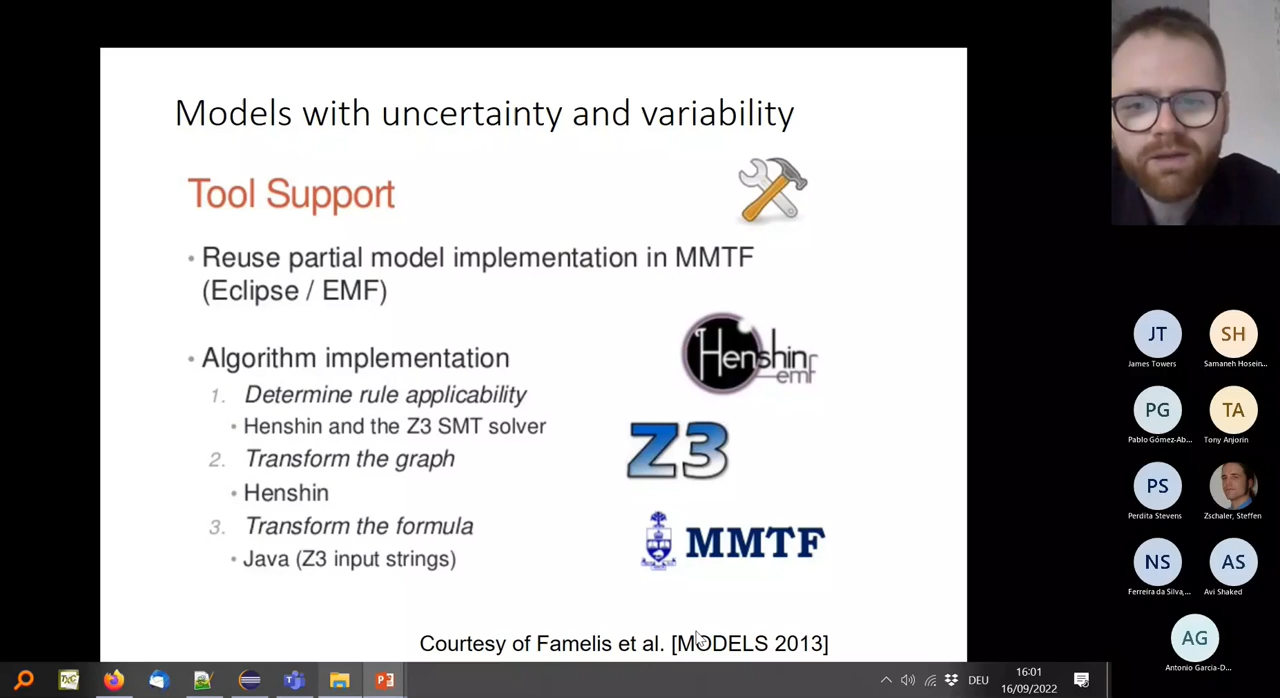 Models with uncertainty and variability
Tool Support
• Reuse partial model implementation in MMTF
(Eclipse / EMF)
• Algorithm implementation
1. Determine rule applicability
• Henshin and the Z3 SMT solver
2. Transform the graph
• Henshin
3. Transform the formula
• Java (Z3 input strings)
Henshin
emf
Z3
MMTF
Courtesy of Famelis et al. [MODELS 2013]
JT
James Towers
SH
Samaneh Hosein...
PG
Pablo Gómez-Ab...
TA
Tony Anjorin
PS
Perdita Stevens
Zschaler, Steffen
NS
Ferreira da Silva,...
AS
Avi Shaked
AG
Antonio Garcia-D...
DEU
16:01
16/09/2022